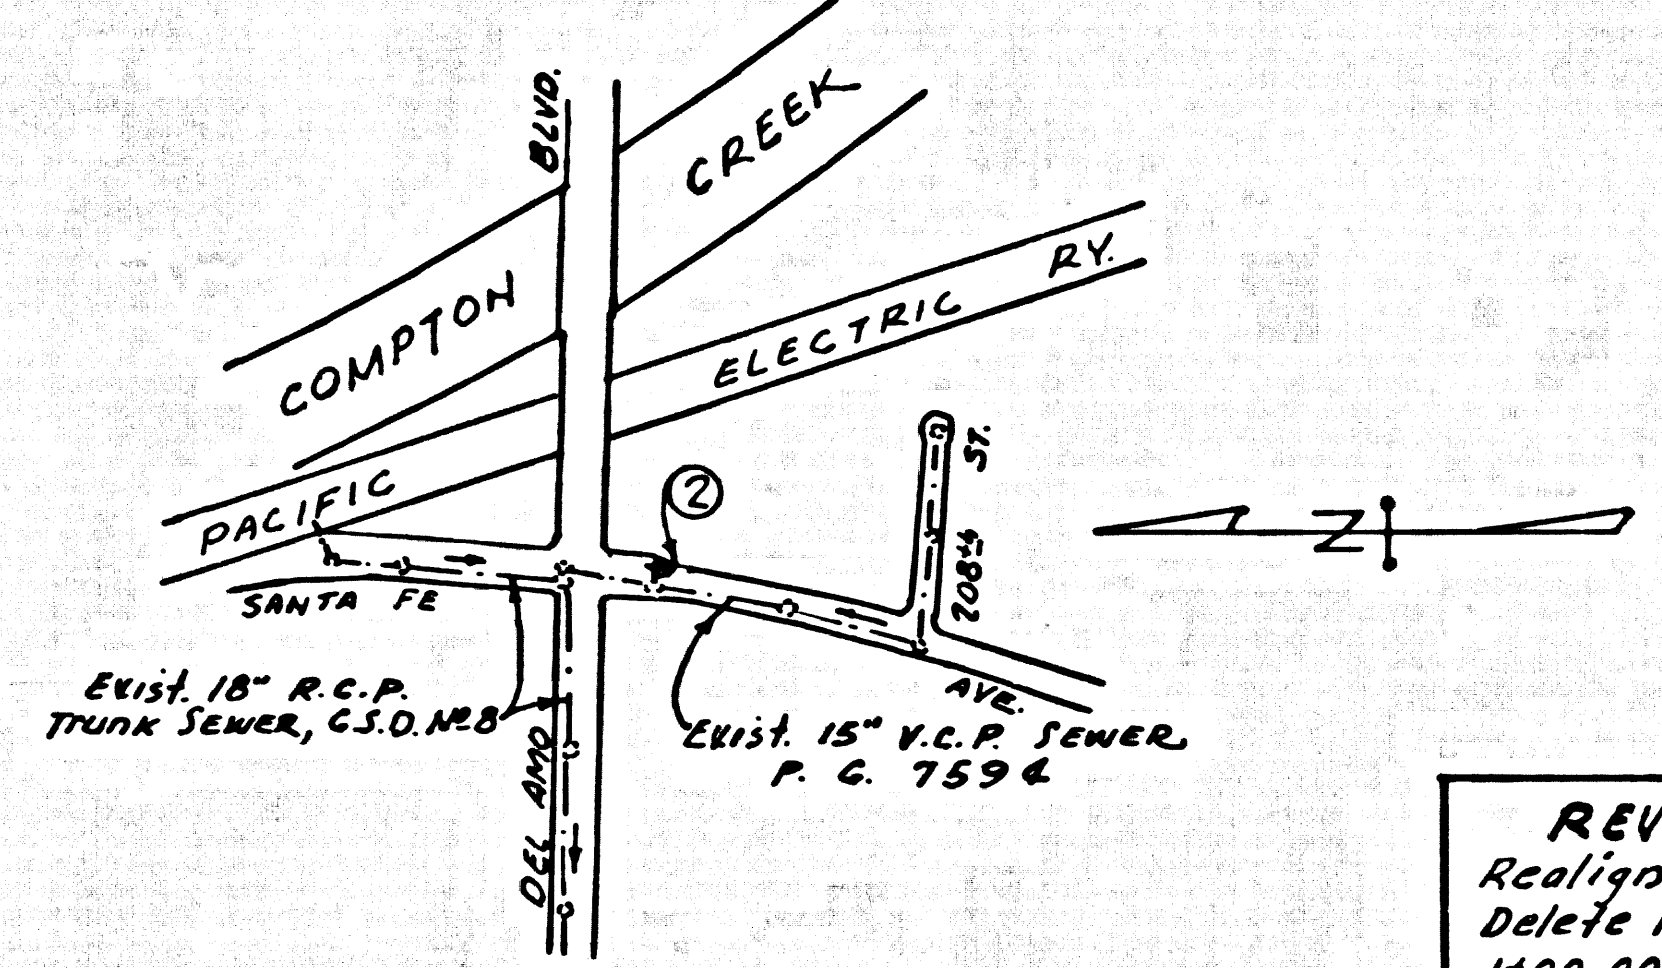 BLVD.
CREEK
COMPTON
RY.
ELECTRIC
PACIFIC
2
ST.
208th
N
SANTA FE
AVE.
Exist. 18" R.C.P.
Trunk Sewer, C.S.D. No 8
Exist. 15" V.C.P. Sewer,
P. C. 7594
DEL AMO
REV
Realign
Delete